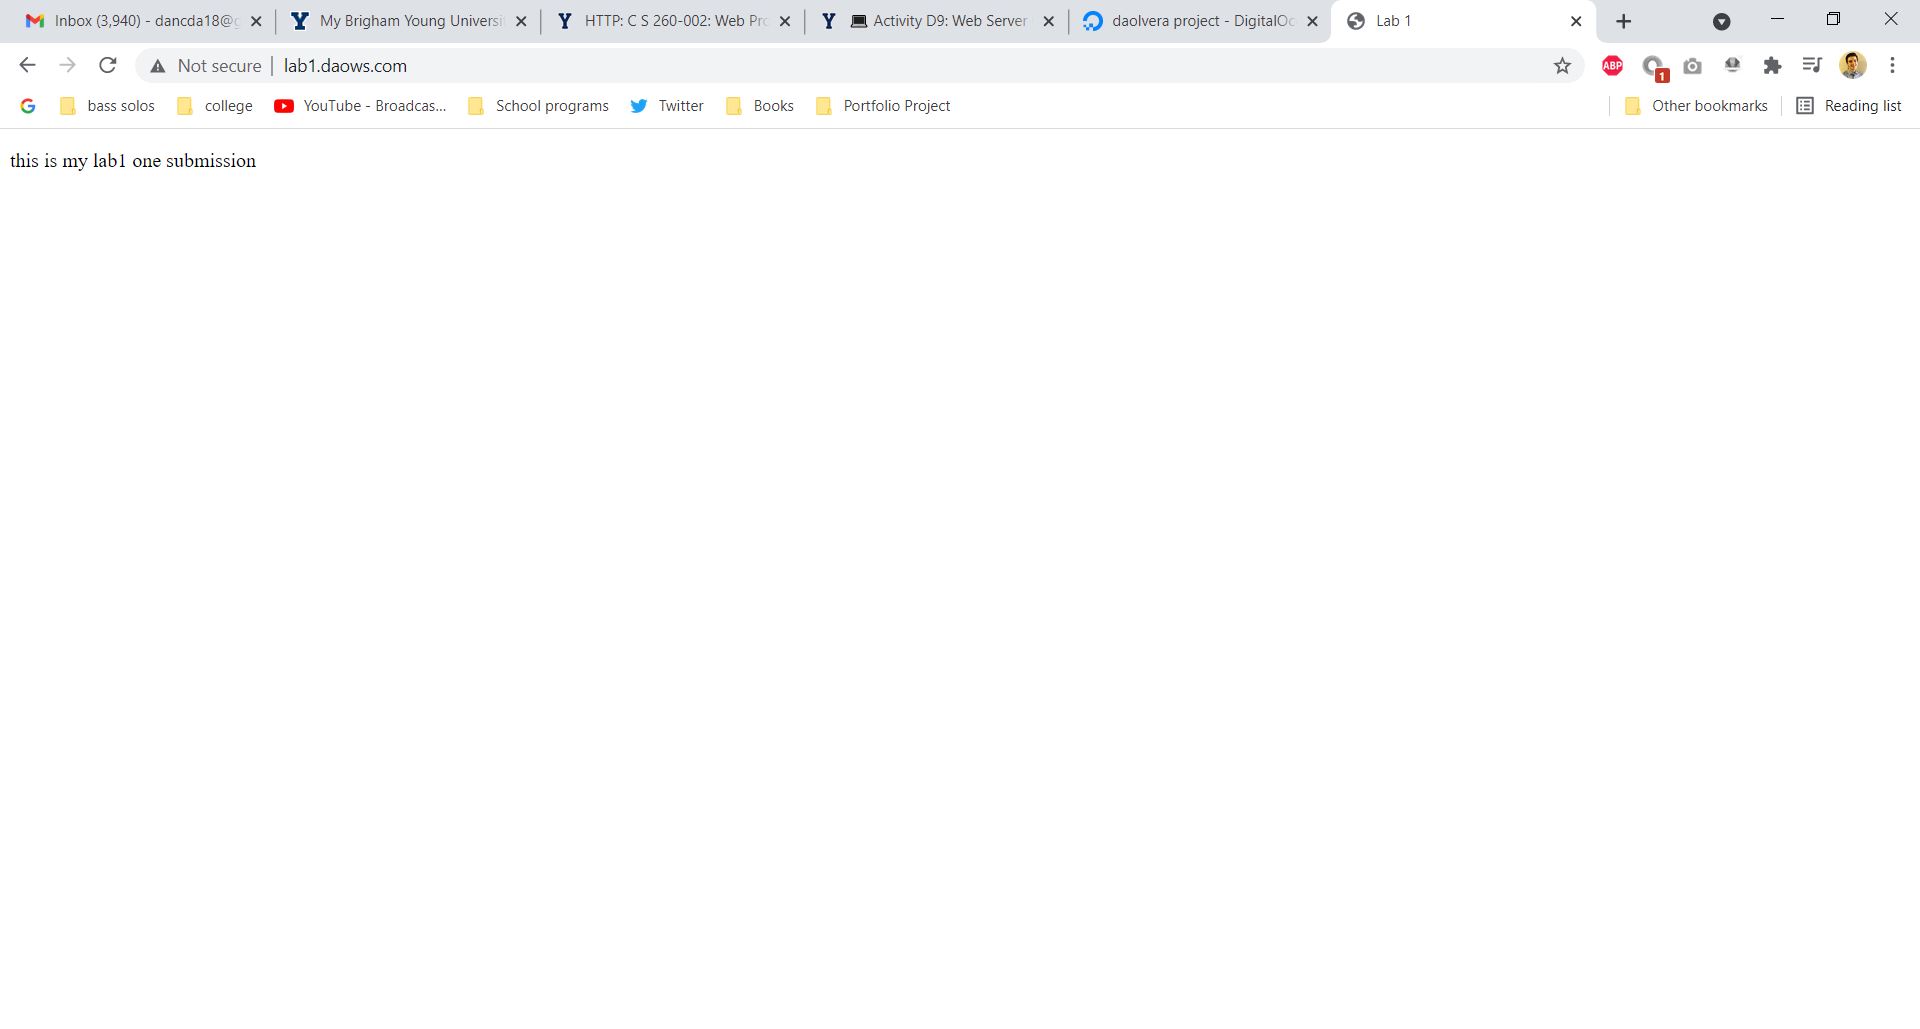 Inbox (3,940) - dancda18@g
My Brigham Young Universi
HTTP: C S 260-002: Web Pro
Activity D9: Web Server
daolvera project - DigitalOc
Lab 1
Not secure | lab1.daows.com
ABP
1
bass solos
college
YouTube - Broadcas...
School programs
Twitter
Books
Portfolio Project
Other bookmarks
Reading list
this is my lab1 one submission